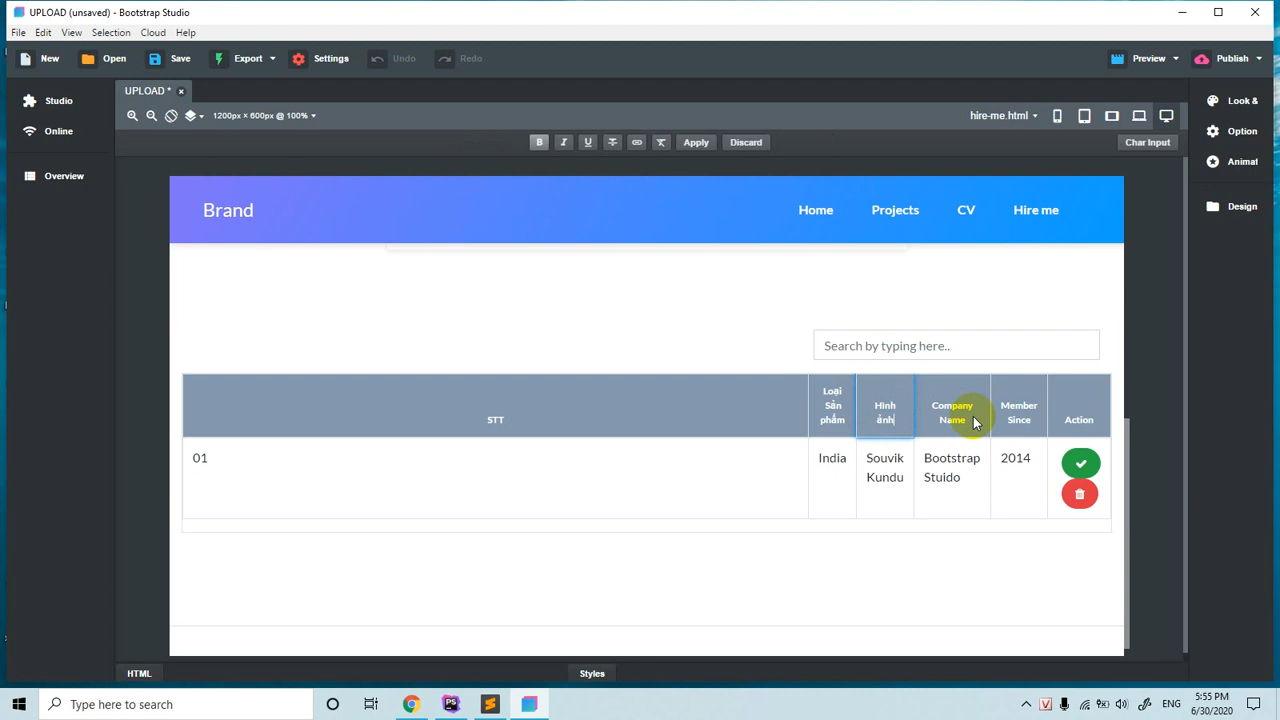 UPLOAD (unsaved) - Bootstrap Studio
File Edit View Selection Cloud Help
New Open Save Export Settings Undo Redo Preview Publish
UPLOAD *
Studio
Online
Overview
1200px × 600px @ 100%
hire-me.html
B I U T Apply Discard Char Input
Look &
Option
Animat
Design
Brand Home Projects CV Hire me
Search by typing here..
STT
Loại
Sản
phẩm
Hình
ảnh
Company
Name
Member
Since
Action
01
India
Souvik
Kundu
Bootstrap
Stuido
2014
HTML Styles
Type here to search
PS
V
ENG
5:55 PM
6/30/2020